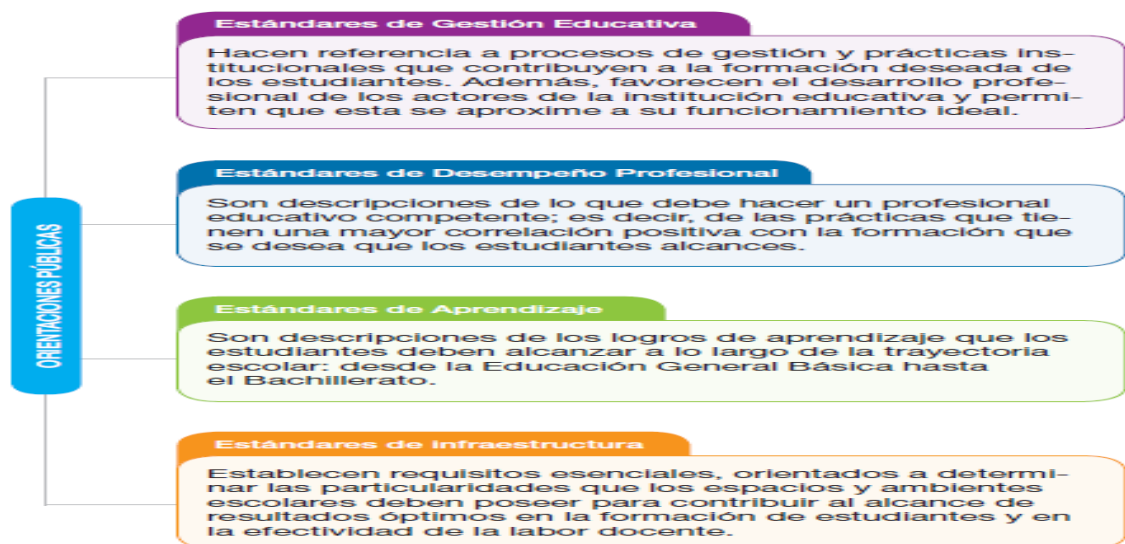 ORIENTACIONES PÚBLICAS
Estándares de Gestión Educativa
Hacen referencia a procesos de gestión y prácticas ins-
titucionales que contribuyen a la formación deseada de
los estudiantes. Además, favorecen el desarrollo profe-
sional de los actores de la institución educativa y permi-
ten que esta se aproxime a su funcionamiento ideal.
Estándares de Desempeño Profesional
Son descripciones de lo que debe hacer un profesional
educativo competente; es decir, de las prácticas que tie-
nen una mayor correlación positiva con la formación que
se desea que los estudiantes alcances.
Estándares de Aprendizaje
Son descripciones de los logros de aprendizaje que los
estudiantes deben alcanzar a lo largo de la trayectoria
escolar: desde la Educación General Básica hasta
el Bachillerato.
Estándares de Infraestructura
Establecen requisitos esenciales, orientados a determi-
nar las particularidades que los espacios y ambientes
escolares deben poseer para contribuir al alcance de
resultados óptimos en la formación de estudiantes y en
la efectividad de la labor docente.